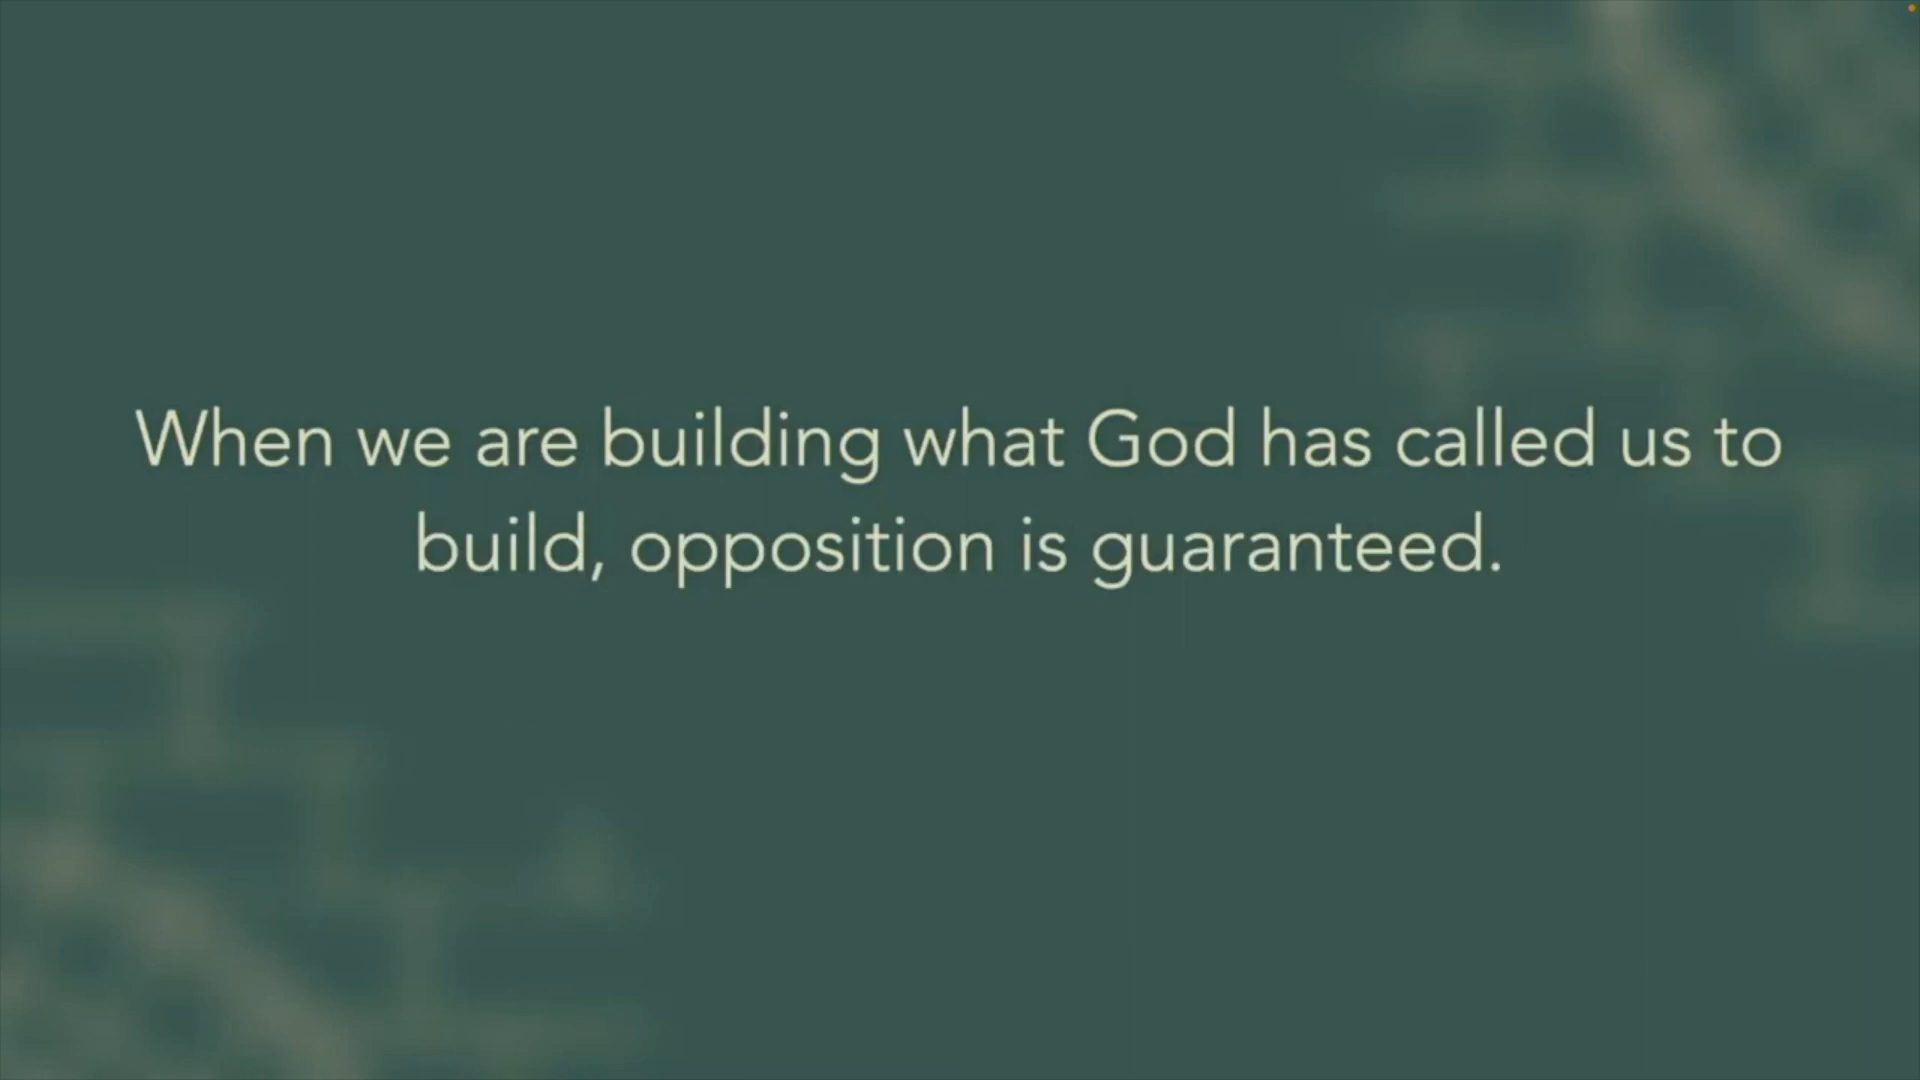 When we are building what God has called us to
build, opposition is guaranteed.